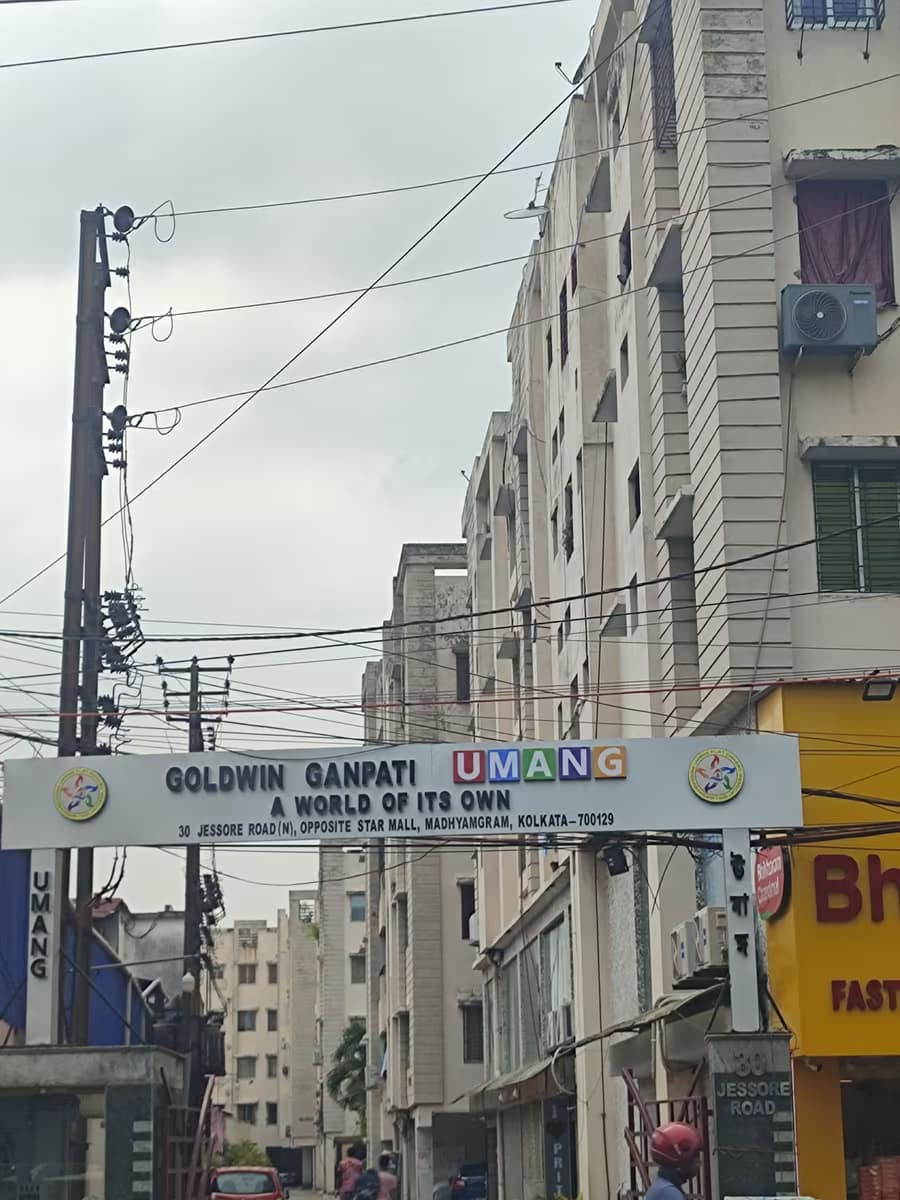 GOLDWIN GANPATI UMANG
A WORLD OF ITS OWN
30 JESSORE ROAD(N), OPPOSITE STAR MALL, MADHYAMGRAM, KOLKATA-700129
UMANG
উমাঙ্গ
Bh
FAST
30
JESSORE
ROAD